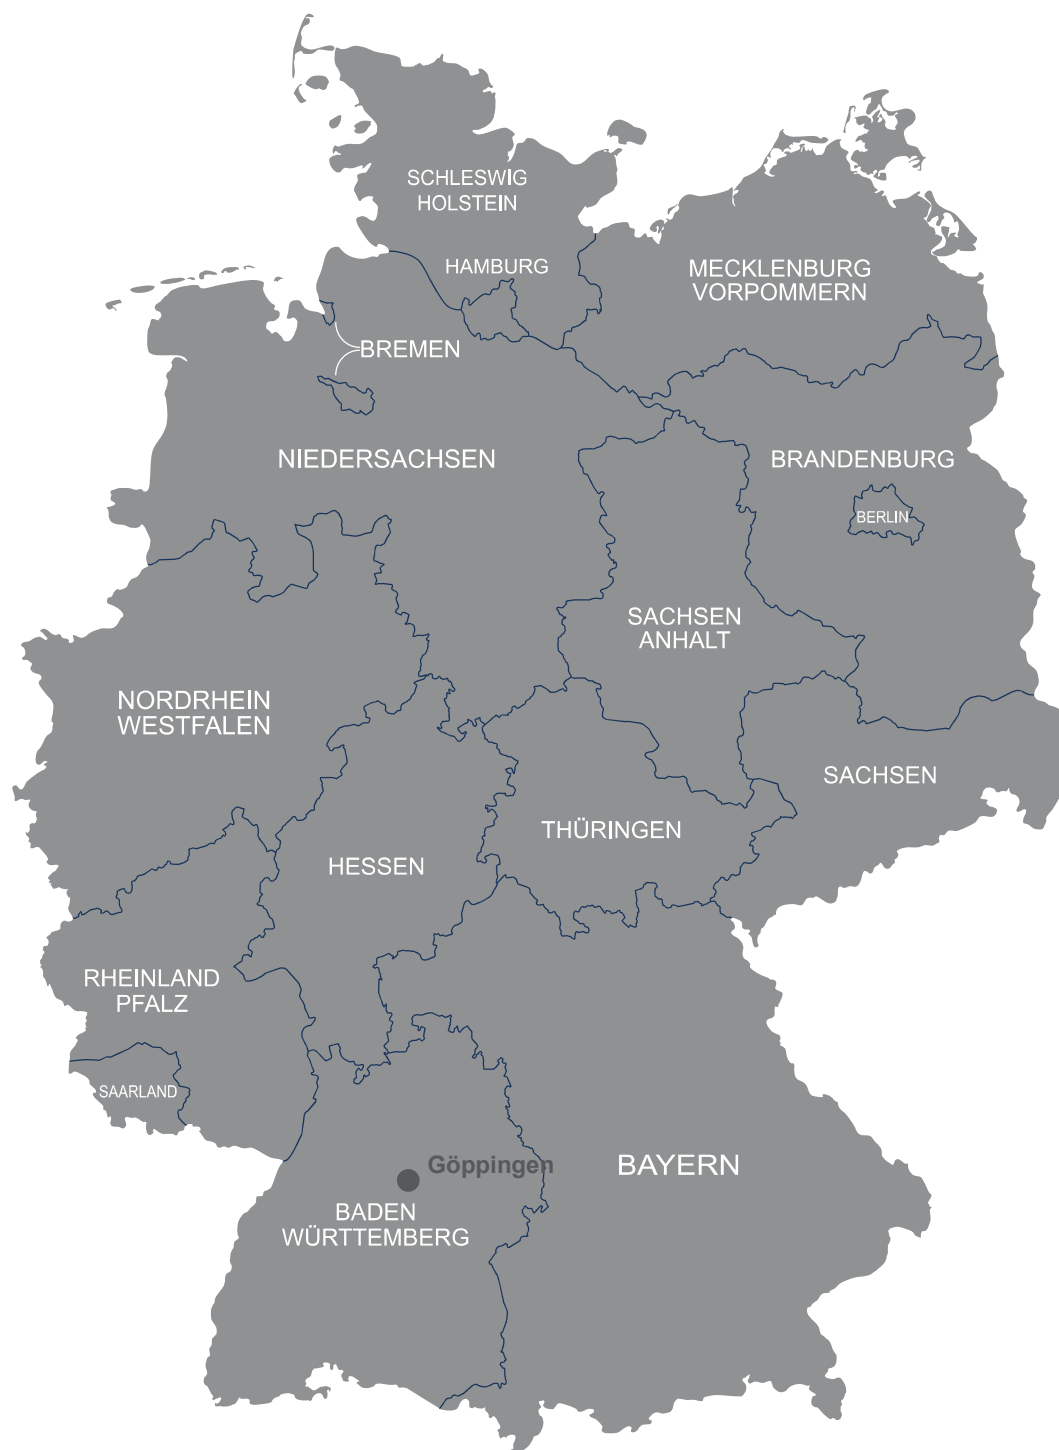 SCHLESWIG
HOLSTEIN
HAMBURG
MECKLENBURG
VORPOMMERN
BREMEN
NIEDERSACHSEN
BRANDENBURG
BERLIN
SACHSEN
ANHALT
NORDRHEIN
WESTFALEN
SACHSEN
THÜRINGEN
HESSEN
RHEINLAND
PFALZ
SAARLAND
Göppingen
BAYERN
BADEN
WÜRTTEMBERG